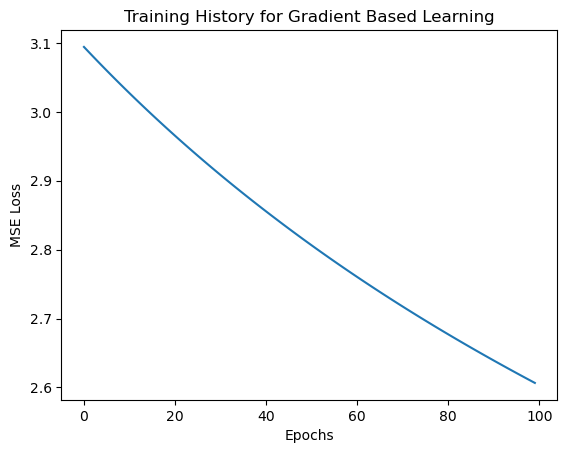 Training History for Gradient Based Learning
3.1
3.0
2.9
2.8
2.7
2.6
MSE Loss
0 20 40 60 80 100
Epochs